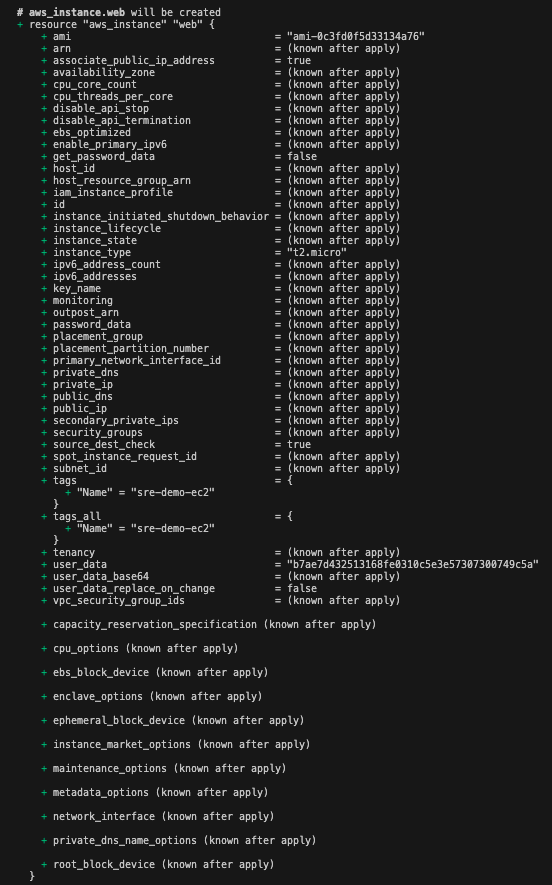 # aws_instance.web will be created
+ resource "aws_instance" "web" {
+ ami = "ami-0c3fd0f5d33134a76"
+ arn = (known after apply)
+ associate_public_ip_address = true
+ availability_zone = (known after apply)
+ cpu_core_count = (known after apply)
+ cpu_threads_per_core = (known after apply)
+ disable_api_stop = (known after apply)
+ disable_api_termination = (known after apply)
+ ebs_optimized = (known after apply)
+ enable_primary_ipv6 = (known after apply)
+ get_password_data = false
+ host_id = (known after apply)
+ host_resource_group_arn = (known after apply)
+ iam_instance_profile = (known after apply)
+ id = (known after apply)
+ instance_initiated_shutdown_behavior = (known after apply)
+ instance_lifecycle = (known after apply)
+ instance_state = (known after apply)
+ instance_type = "t2.micro"
+ ipv6_address_count = (known after apply)
+ ipv6_addresses = (known after apply)
+ key_name = (known after apply)
+ monitoring = (known after apply)
+ outpost_arn = (known after apply)
+ password_data = (known after apply)
+ placement_group = (known after apply)
+ placement_partition_number = (known after apply)
+ primary_network_interface_id = (known after apply)
+ private_dns = (known after apply)
+ private_ip = (known after apply)
+ public_dns = (known after apply)
+ public_ip = (known after apply)
+ secondary_private_ips = (known after apply)
+ security_groups = (known after apply)
+ source_dest_check = true
+ spot_instance_request_id = (known after apply)
+ subnet_id = (known after apply)
+ tags = {
+ "Name" = "sre-demo-ec2"
}
+ tags_all = {
+ "Name" = "sre-demo-ec2"
}
+ tenancy = (known after apply)
+ user_data = "b7ae7d432513168fe0310c5e3e57307300749c5a"
+ user_data_base64 = (known after apply)
+ user_data_replace_on_change = false
+ vpc_security_group_ids = (known after apply)
+ capacity_reservation_specification (known after apply)
+ cpu_options (known after apply)
+ ebs_block_device (known after apply)
+ enclave_options (known after apply)
+ ephemeral_block_device (known after apply)
+ instance_market_options (known after apply)
+ maintenance_options (known after apply)
+ metadata_options (known after apply)
+ network_interface (known after apply)
+ private_dns_name_options (known after apply)
+ root_block_device (known after apply)
}